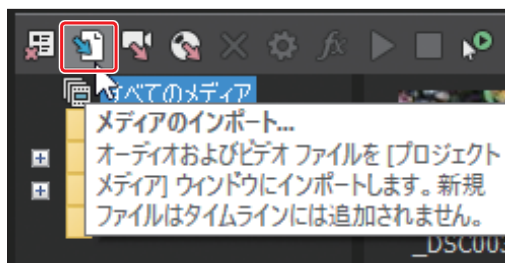 すべてのメディア
メディアのインポート...
オーディオおよびビデオ ファイルを [プロジェクト
メディア] ウィンドウにインポートします。新規
ファイルはタイムラインには追加されません。
_DSC003